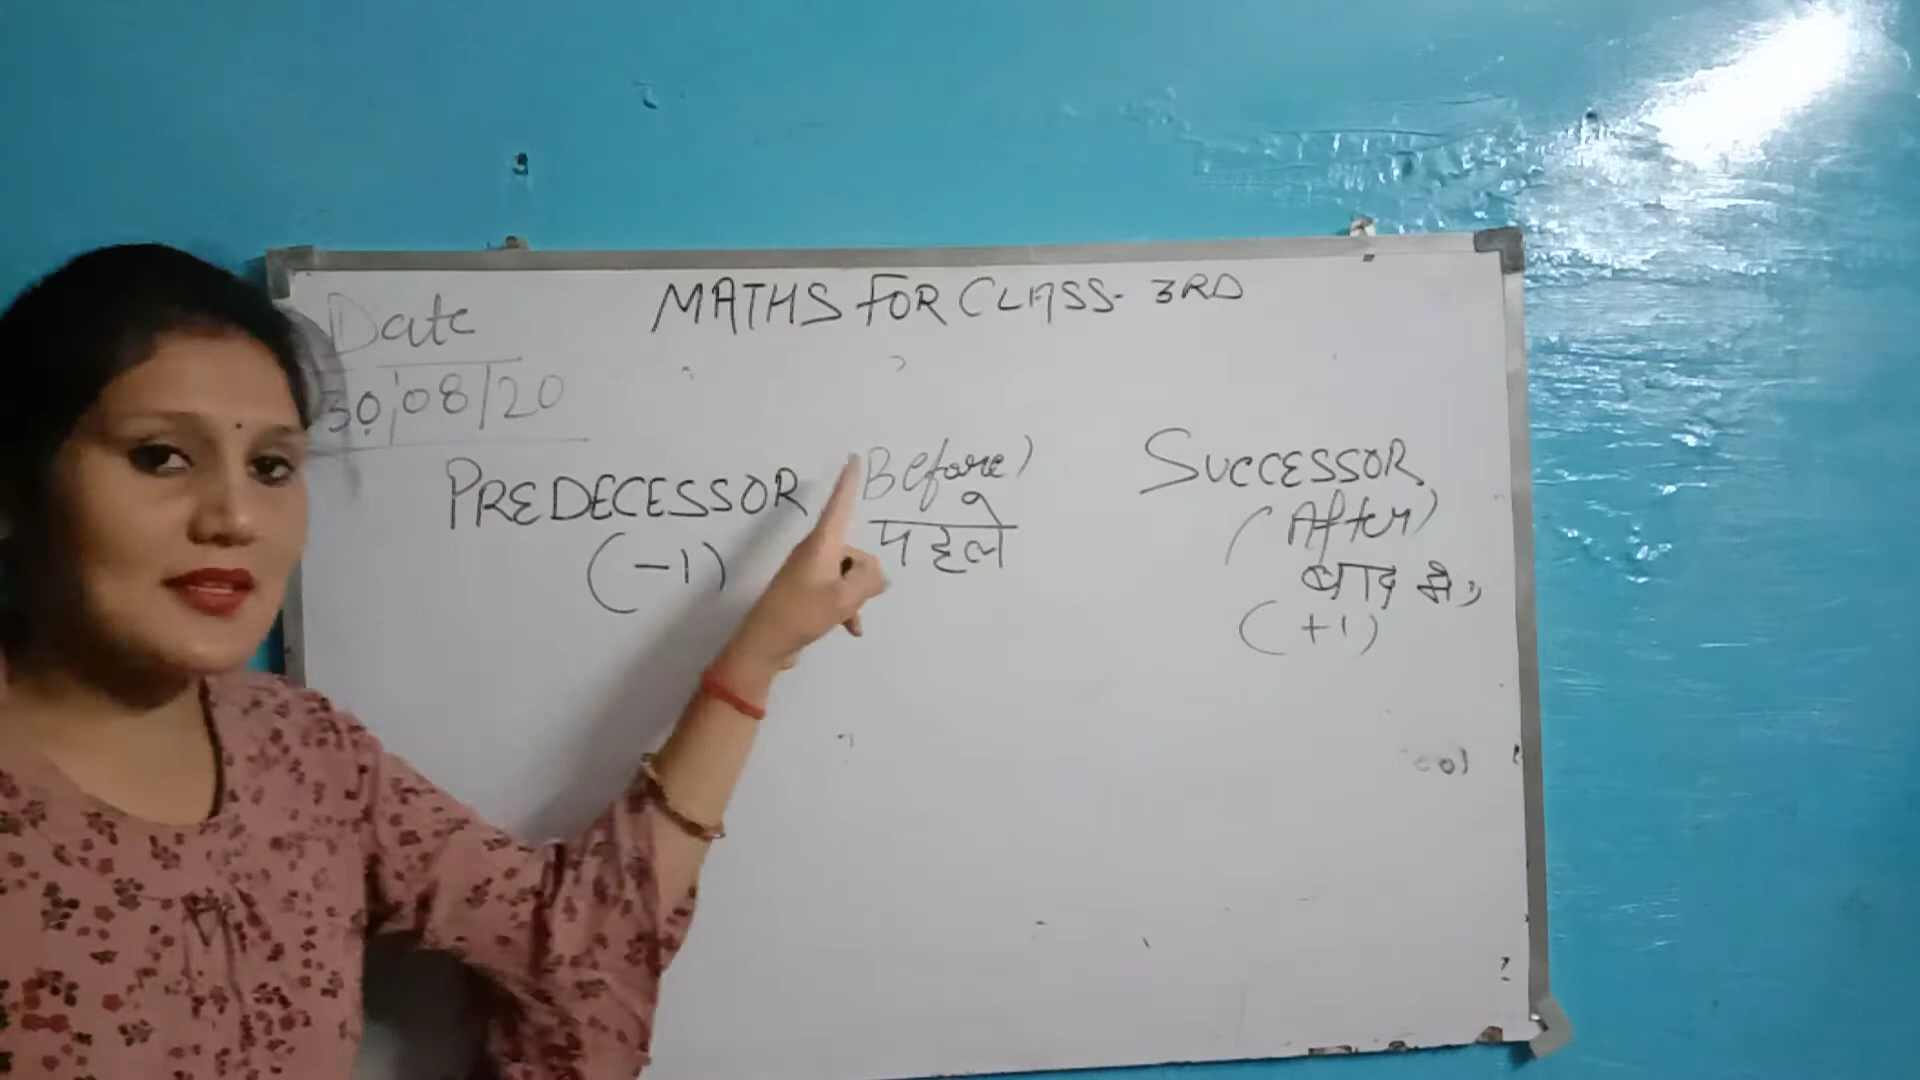 MATHS FOR CLASS- 3RD
Date
30/08/20
PREDECESSOR (Before)
पहले
(-1)
SUCCESSOR
(After)
बाद में
(+1)